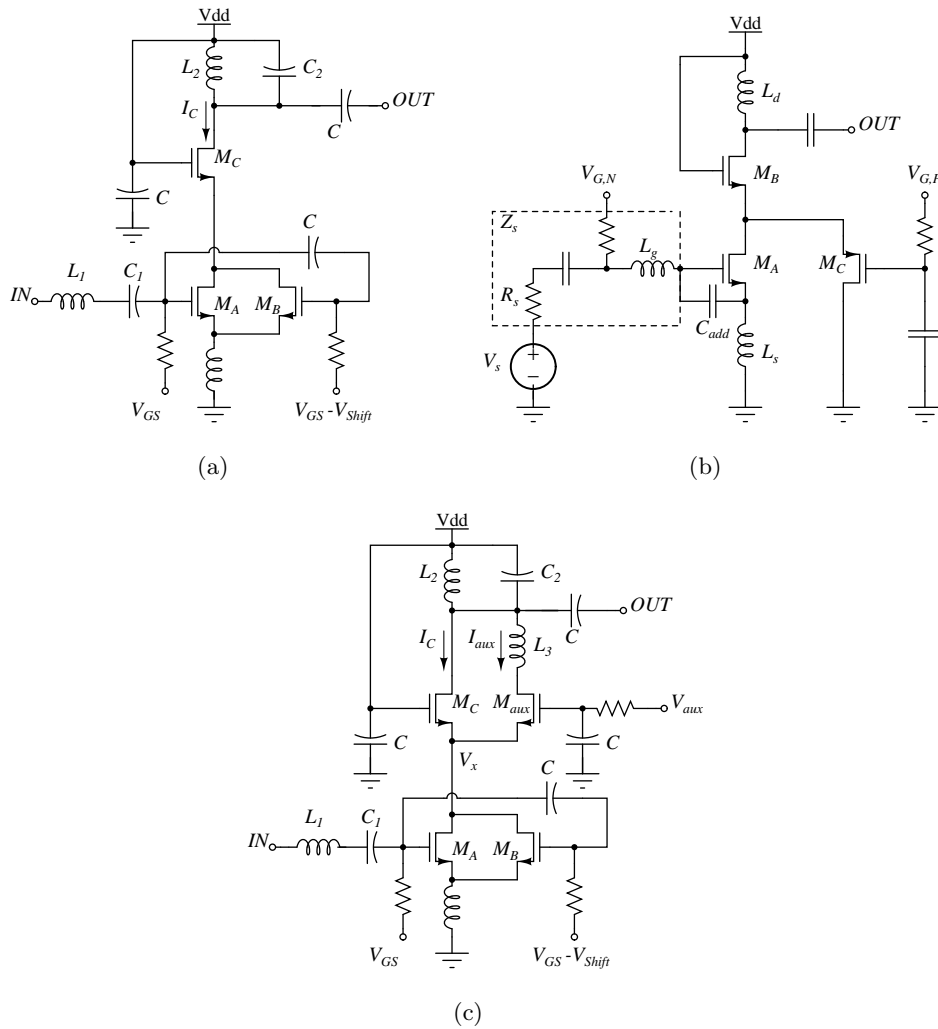 Vdd
L2
C2
IC
OUT
C
MC
C
C
L1
C1
IN
MA
MB
VGS
VGS -VShift
(a)
Vdd
Ld
OUT
VG,N
MB
VG,P
Zs
Lg
MA
MC
Rs
Cadd
Vs
+
−
Ls
(b)
Vdd
L2
C2
OUT
C
IC
Iaux
L3
MC
Maux
Vaux
C
C
Vx
C
L1
C1
IN
MA
MB
VGS
VGS -VShift
(c)